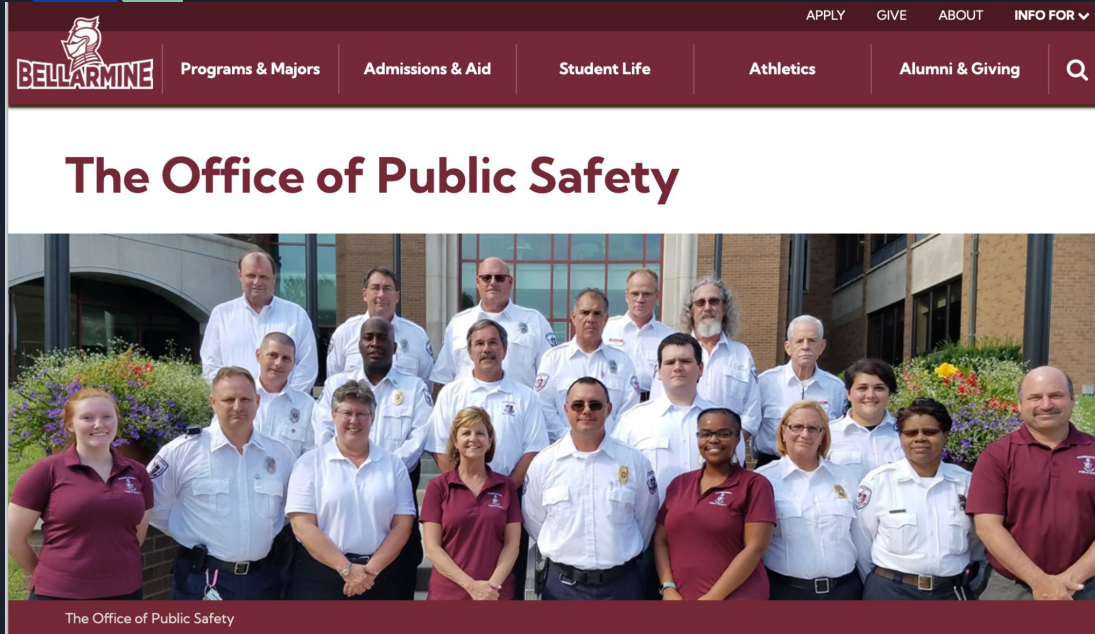 APPLY GIVE ABOUT INFO FOR
BELLARMINE
Programs & Majors Admissions & Aid Student Life Athletics Alumni & Giving
The Office of Public Safety
The Office of Public Safety